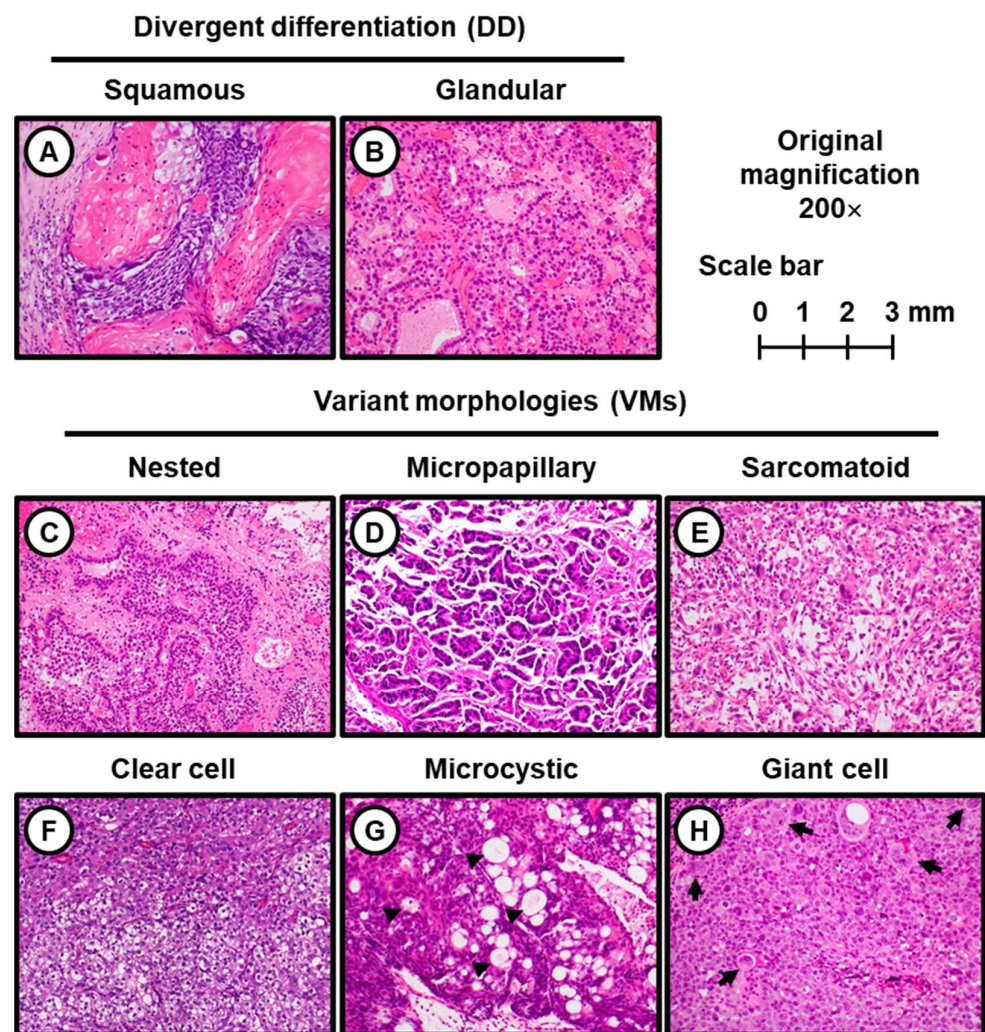 Divergent differentiation (DD)
Squamous
Glandular
A
B
Original
magnification
200×
Scale bar
0 1 2 3 mm
Variant morphologies (VMs)
Nested
Micropapillary
Sarcomatoid
C
D
E
Clear cell
Microcystic
Giant cell
F
G
H